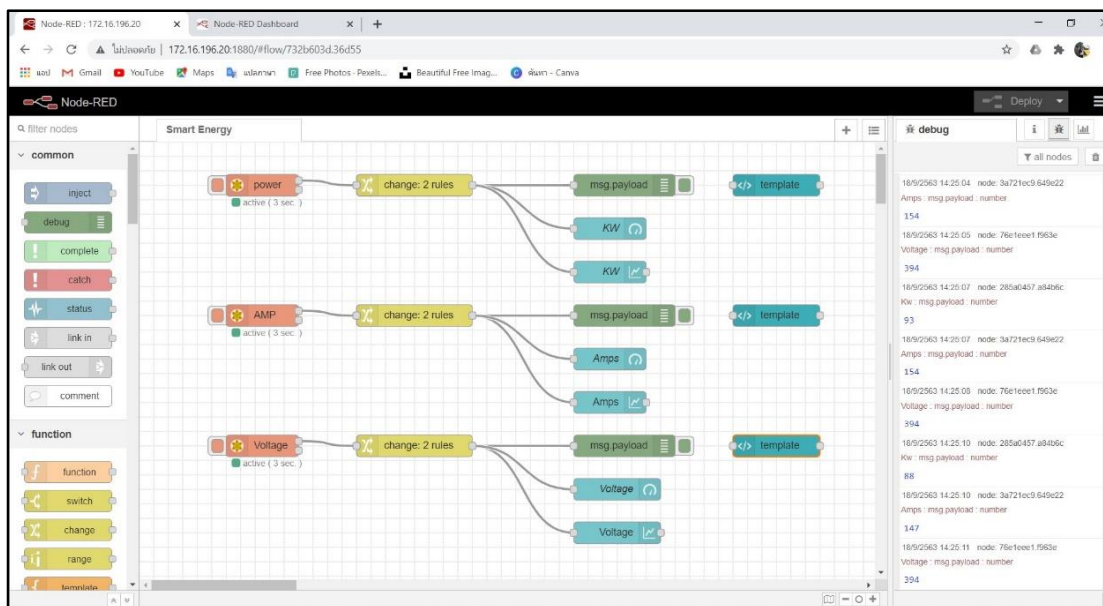 Node-RED : 172.16.196.20
Node-RED Dashboard
ไม่ปลอดภัย | 172.16.196.20:1880/#flow/732b603d.36d55
แอป Gmail YouTube Maps แปลภาษา Free Photos - Pexels... Beautiful Free Imag... ค้นหา - Canva
Node-RED
Deploy
filter nodes
Smart Energy
debug
i
all nodes
common
inject
debug
complete
catch
status
link in
link out
comment
function
function
switch
change
range
template
power
active ( 3 sec. )
change: 2 rules
msg.payload
template
KW
KW
AMP
active ( 3 sec. )
change: 2 rules
msg.payload
template
Amps
Amps
Voltage
active ( 3 sec. )
change: 2 rules
msg.payload
template
Voltage
Voltage
18/9/2563 14:25:04 node: 3a721ec9.649e22
Amps : msg.payload : number
154
18/9/2563 14:25:05 node: 76e1eee1.f963e
Voltage : msg.payload : number
394
18/9/2563 14:25:07 node: 285a0457.a84b6c
Kw : msg.payload : number
93
18/9/2563 14:25:07 node: 3a721ec9.649e22
Amps : msg.payload : number
154
18/9/2563 14:25:08 node: 76e1eee1.f963e
Voltage : msg.payload : number
394
18/9/2563 14:25:10 node: 285a0457.a84b6c
Kw : msg.payload : number
88
18/9/2563 14:25:10 node: 3a721ec9.649e22
Amps : msg.payload : number
147
18/9/2563 14:25:11 node: 76e1eee1.f963e
Voltage : msg.payload : number
394